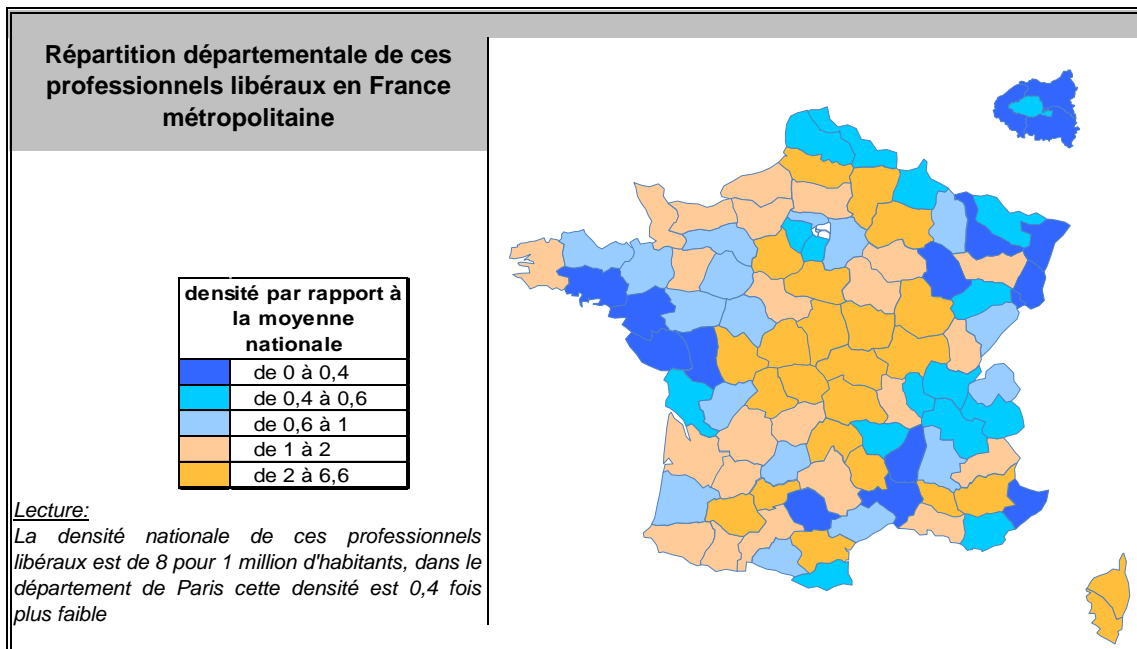 Répartition départementale de ces
professionnels libéraux en France
métropolitaine
densité par rapport à
la moyenne
nationale
de 0 à 0,4
de 0,4 à 0,6
de 0,6 à 1
de 1 à 2
de 2 à 6,6
Lecture:
La densité nationale de ces professionnels
libéraux est de 8 pour 1 million d'habitants, dans le
département de Paris cette densité est 0,4 fois
plus faible